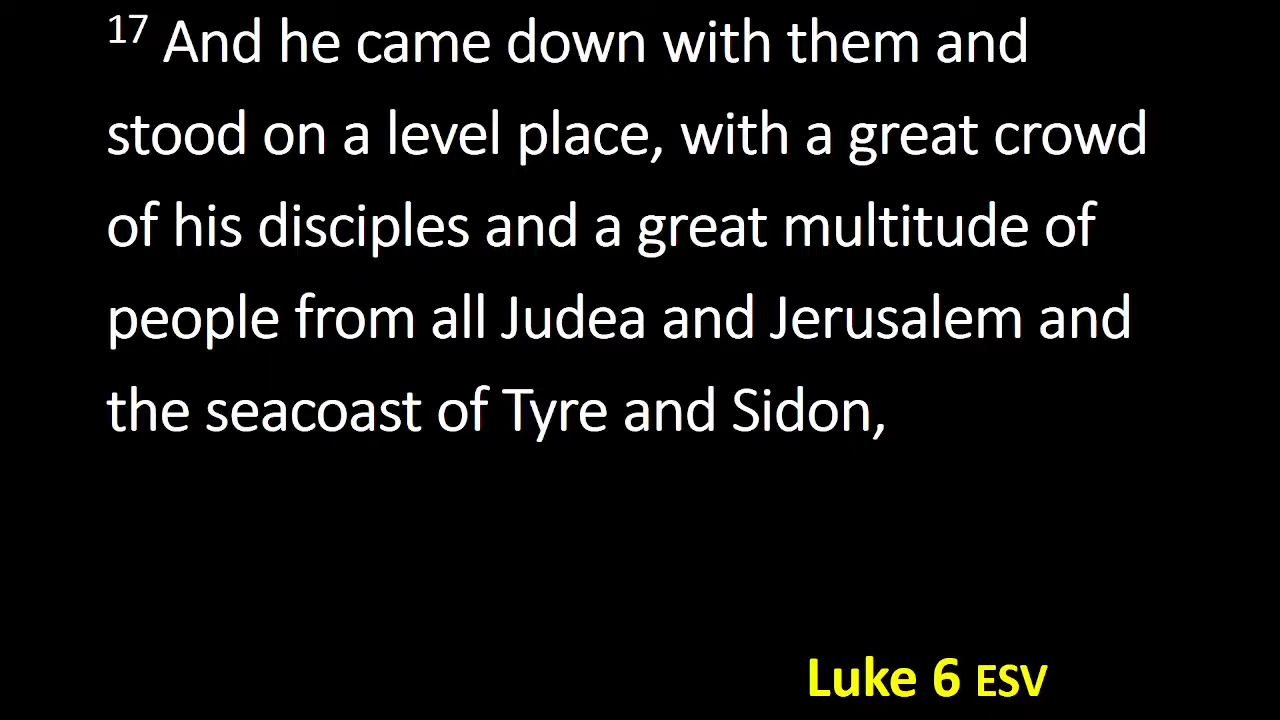 17 And he came down with them and
stood on a level place, with a great crowd
of his disciples and a great multitude of
people from all Judea and Jerusalem and
the seacoast of Tyre and Sidon,
Luke 6 ESV